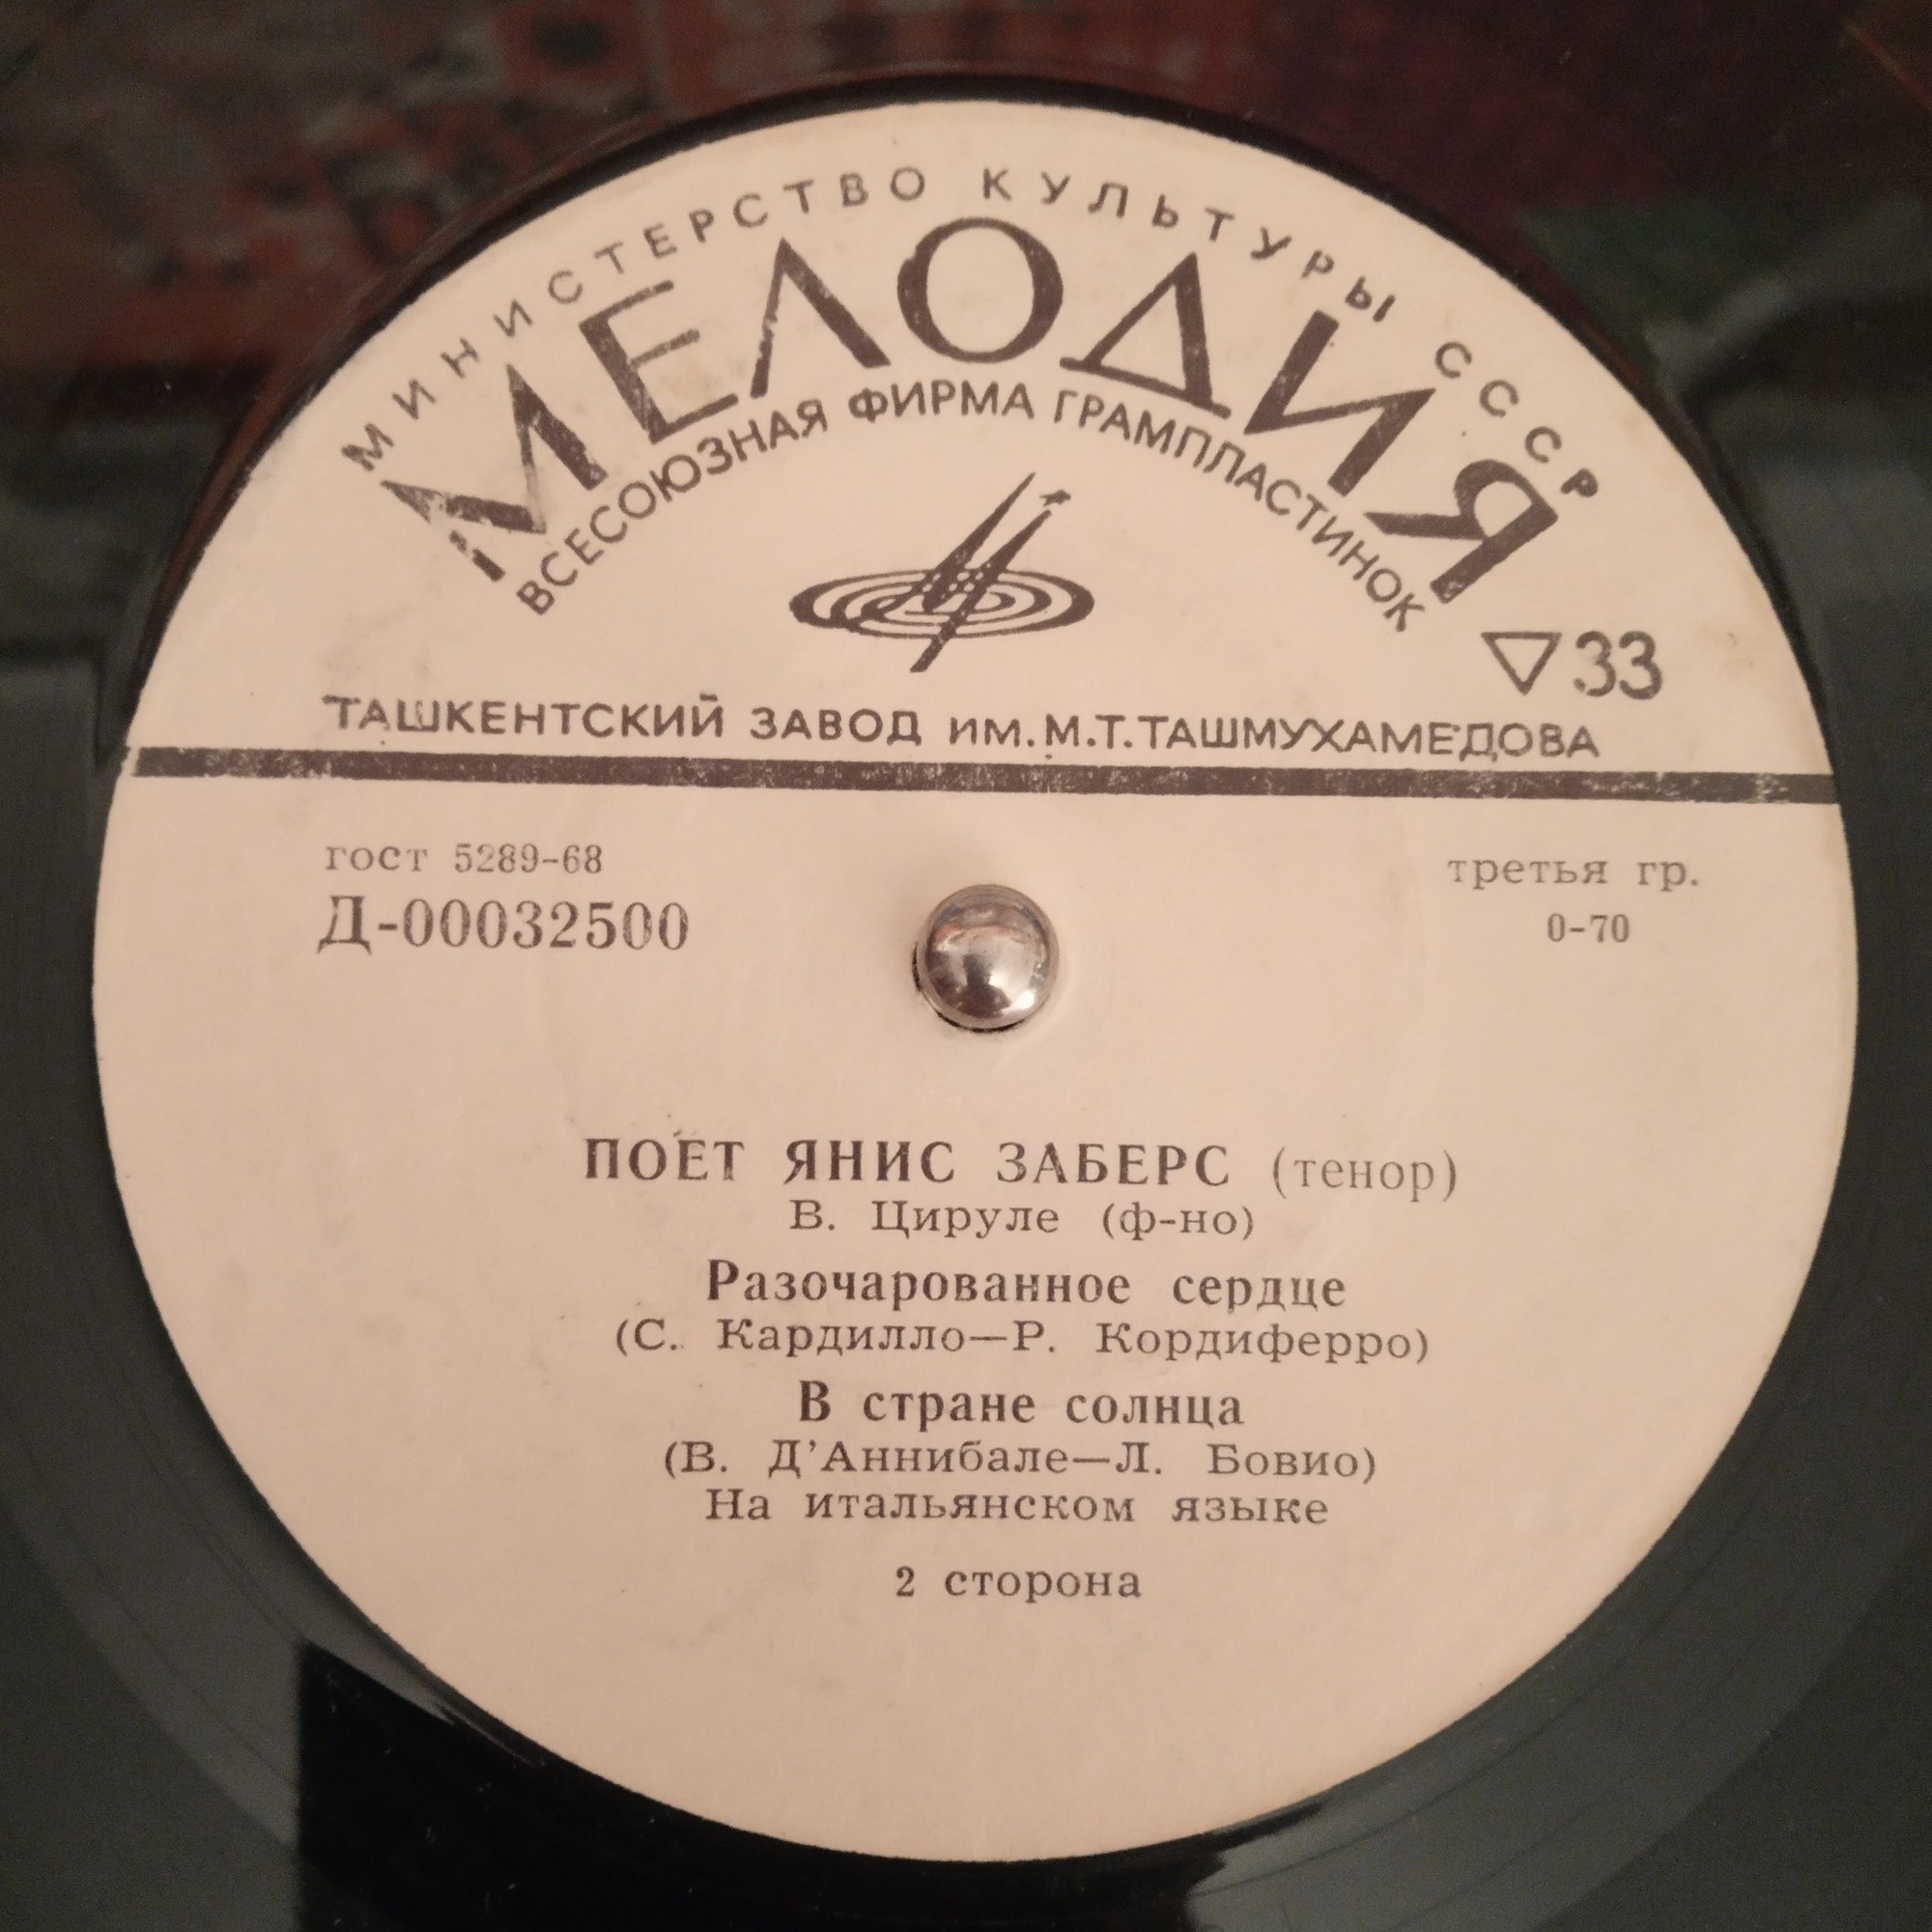 МИНИСТЕРСТВО КУЛЬТУРЫ СССР
МЕЛОДИЯ
ВСЕСОЮЗНАЯ ФИРМА ГРАМПЛАСТИНОК
▽33
ТАШКЕНТСКИЙ ЗАВОД им. М.Т. ТАШМУХАМЕДОВА
гост 5289-68
третья гр.
Д-00032500
0-70
ПОЕТ ЯНИС ЗАБЕРС (тенор)
В. Цируле (ф-но)
Разочарованное сердце
(С. Кардилло—Р. Кордиферро)
В стране солнца
(В. Д'Аннибале—Л. Бовио)
На итальянском языке
2 сторона